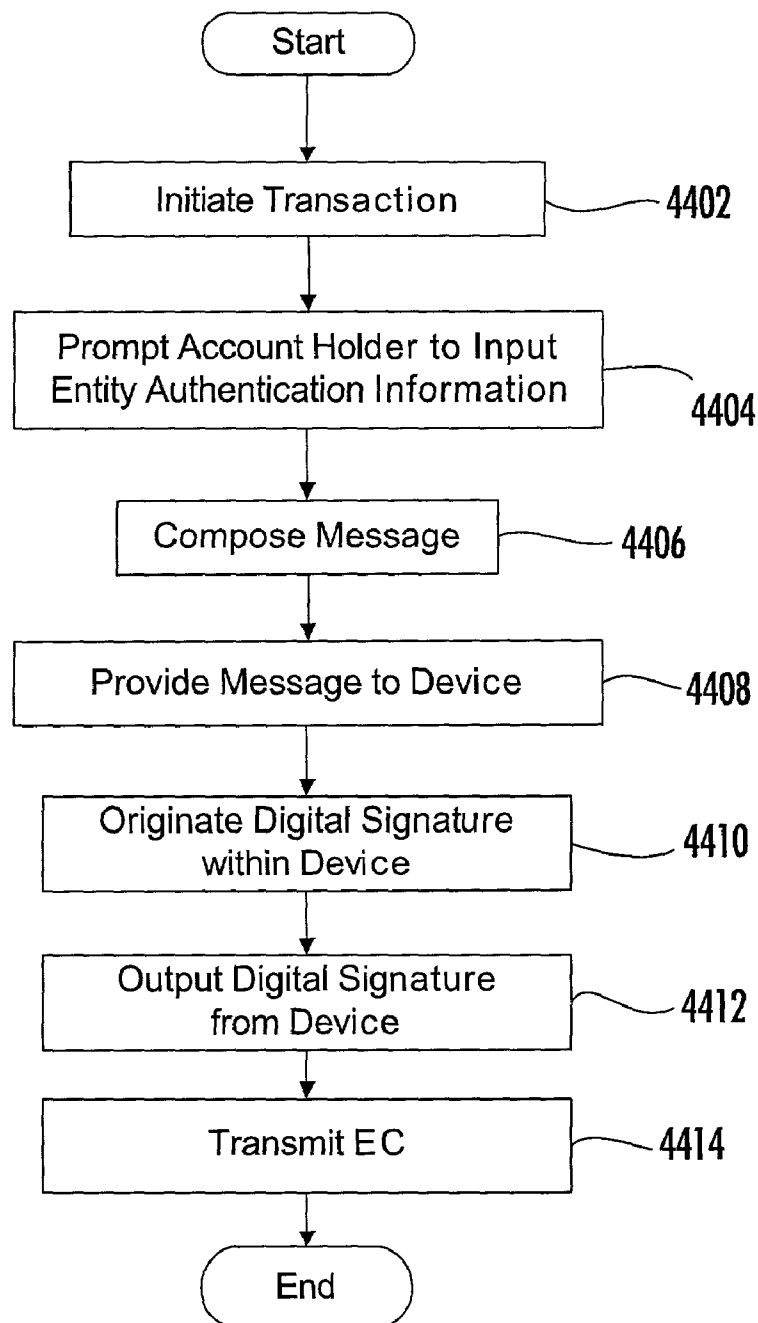 Start
Initiate Transaction
4402
Prompt Account Holder to Input
Entity Authentication Information
4404
Compose Message
4406
Provide Message to Device
4408
Originate Digital Signature
within Device
4410
Output Digital Signature
from Device
4412
Transmit EC
4414
End